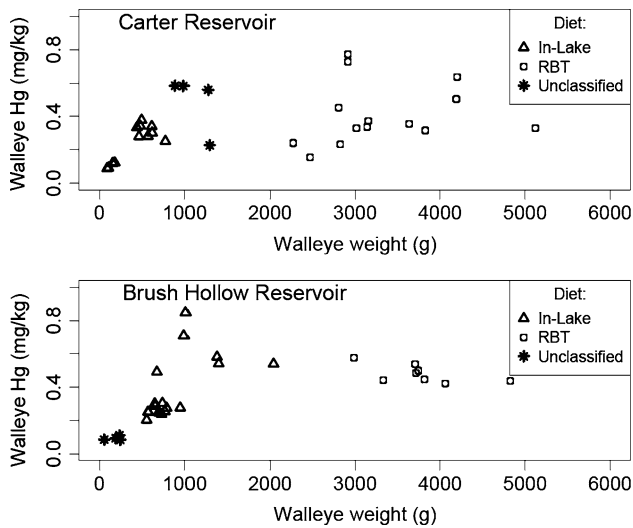 Carter Reservoir
Diet:
In-Lake
RBT
Unclassified
Walleye Hg (mg/kg)
0.8
0.4
0.0
0 1000 2000 3000 4000 5000 6000
Walleye weight (g)
Brush Hollow Reservoir
Diet:
In-Lake
RBT
Unclassified
Walleye Hg (mg/kg)
0.8
0.4
0.0
0 1000 2000 3000 4000 5000 6000
Walleye weight (g)